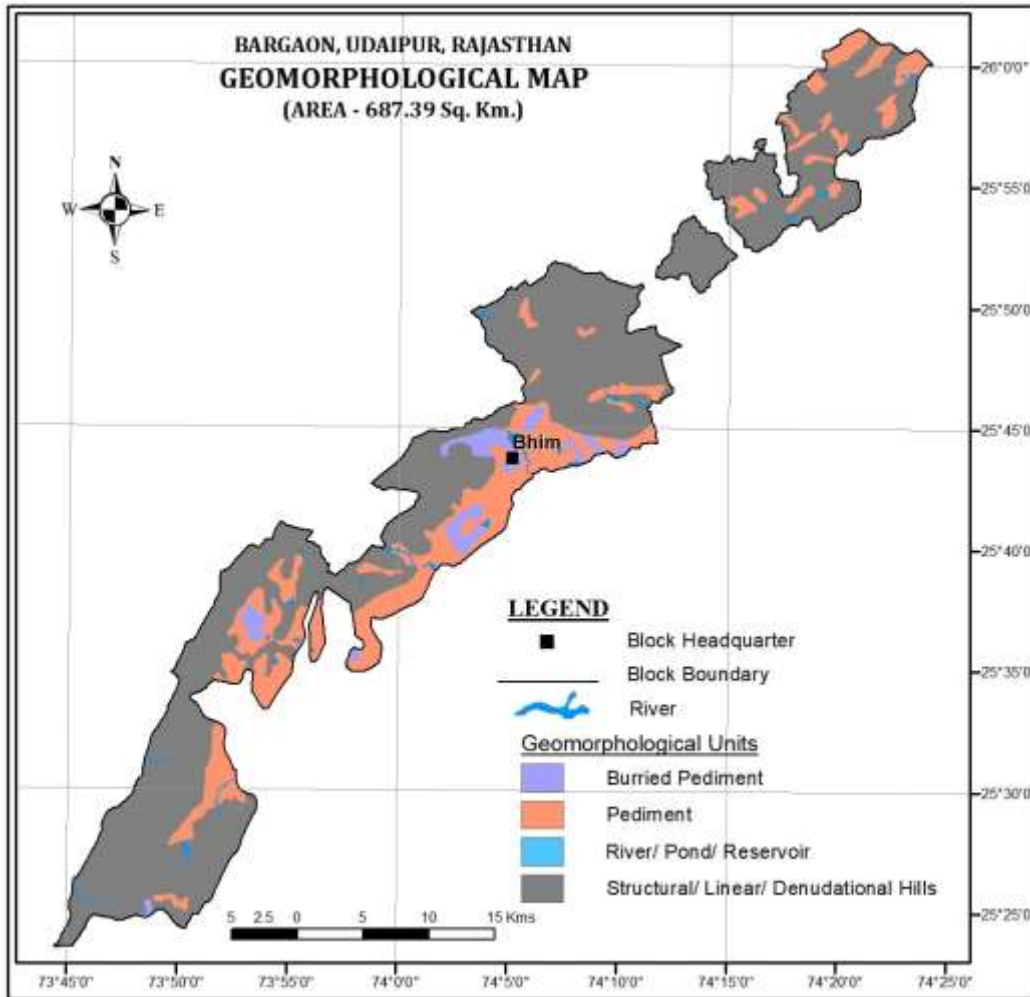 BARGAON, UDAIPUR, RAJASTHAN
GEOMORPHOLOGICAL MAP
(AREA - 687.39 Sq. Km.)
N
W E
S
26°0'0"
25°55'0
25°50'0
25°45'0
25°40'0
25°35'0
25°30'0
25°25'0
Bhim
LEGEND
Block Headquarter
Block Boundary
River
Geomorphological Units
Burried Pediment
Pediment
River/ Pond/ Reservoir
Structural/ Linear/ Denudational Hills
5 2.5 0 5 10 15 Kms
73°45'0" 73°50'0" 74°0'0" 74°5'0" 74°10'0" 74°15'0" 74°20'0" 74°25'0"